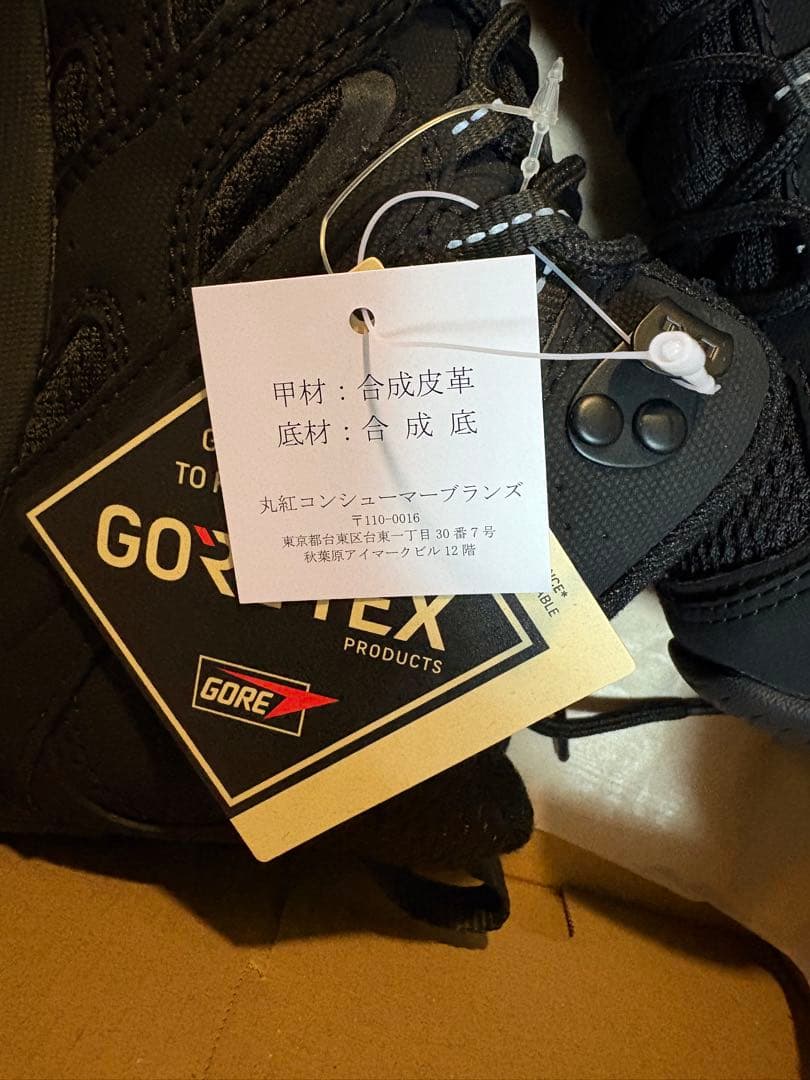 甲材：合成皮革
底材：合成底
丸紅コンシューマーブランズ
〒110-0016
東京都台東区台東一丁目30番7号
秋葉原アイマークビル12階
TO
GORE-TEX
PRODUCTS
GORE